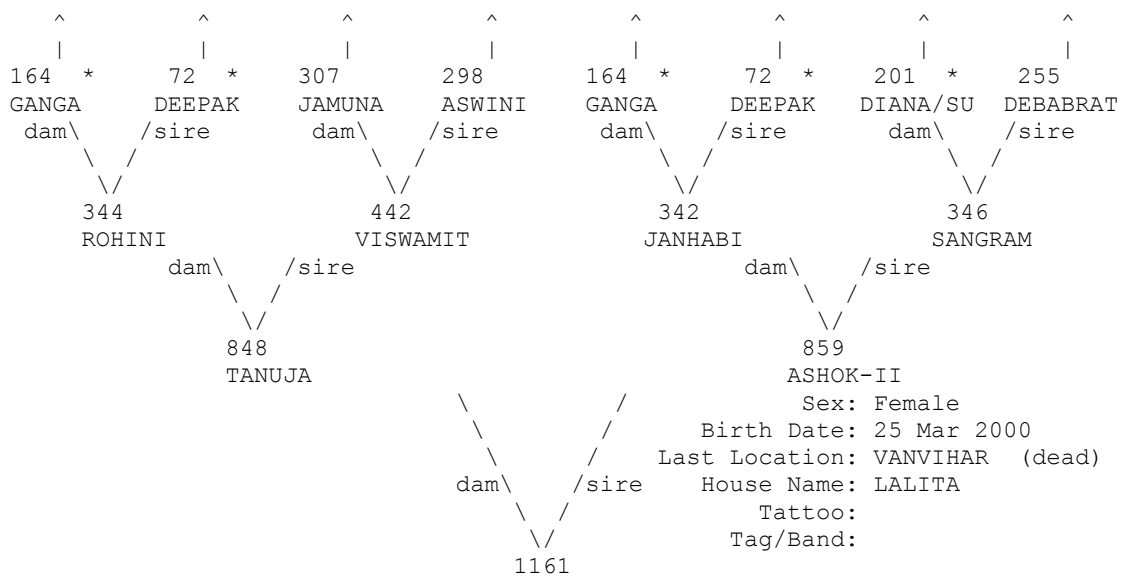 ^ ^ ^ ^ ^ ^ ^ ^
| | | | | | | |
164 * 72 * 307 298 164 * 72 * 201 * 255
GANGA DEEPAK JAMUNA ASWINI GANGA DEEPAK DIANA/SU DEBABRAT
dam\ /sire dam\ /sire dam\ /sire dam\ /sire
\ / \ / \ / \ /
\/ \/ \/ \/
344 442 342 346
ROHINI VISWAMIT JANHABI SANGRAM
dam\ /sire dam\ /sire
\ / \ /
\/ \/
848 859
TANUJA ASHOK-II
\ / Sex: Female
\ / Birth Date: 25 Mar 2000
\ / Last Location: VANVIHAR (dead)
dam\ /sire House Name: LALITA
\ / Tattoo:
\/ Tag/Band:
1161